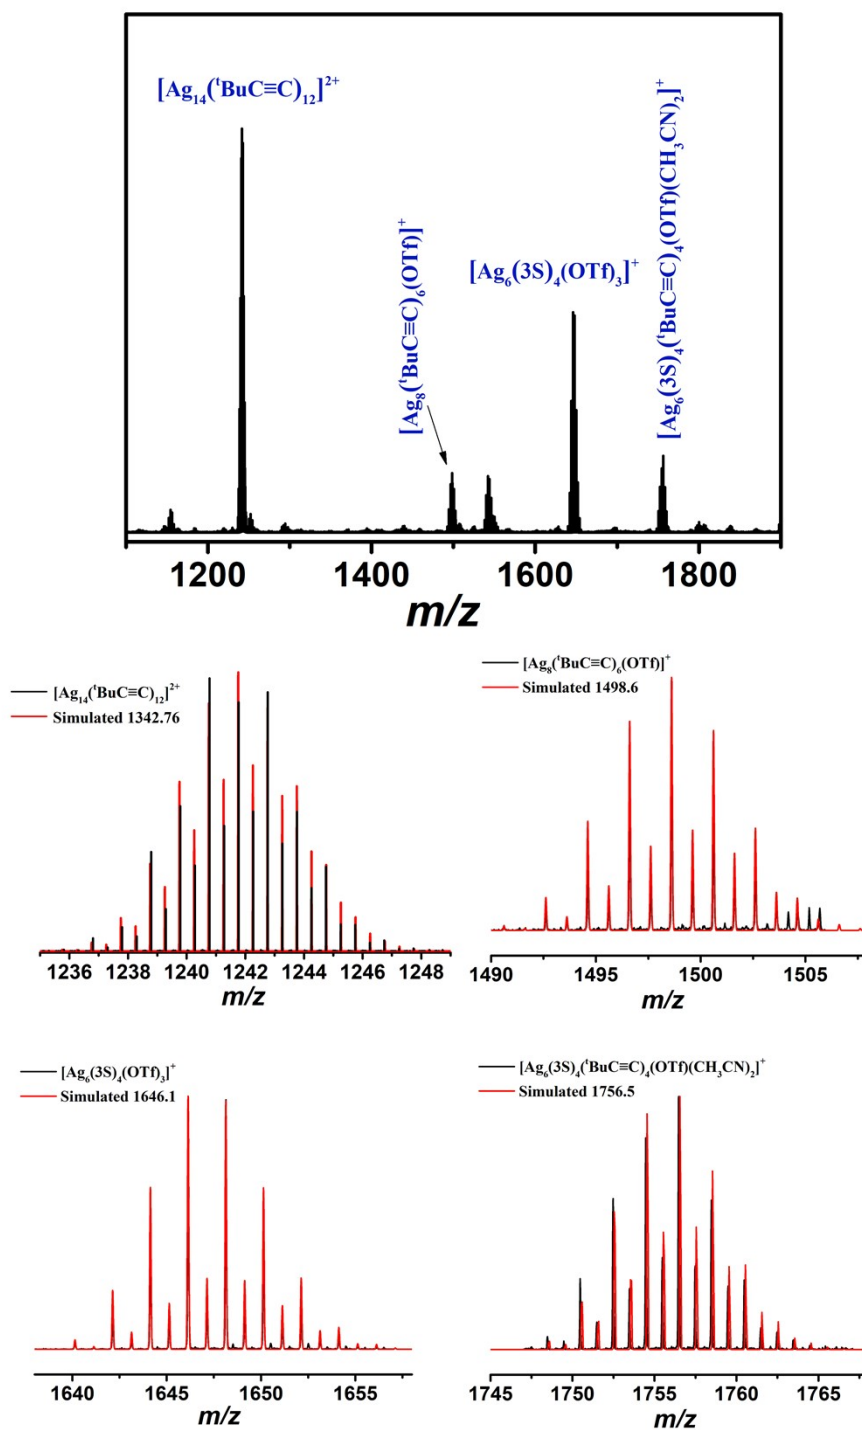 [Ag₁₄(ᵗBuC≡C)₁₂]²⁺
[Ag₈(ᵗBuC≡C)₆(OTf)]⁺
[Ag₆(3S)₄(OTf)₃]⁺
[Ag₆(3S)₄(ᵗBuC≡C)₄(OTf)(CH₃CN)₂]⁺
1200 1400 1600 1800
m/z
[Ag₁₄(ᵗBuC≡C)₁₂]²⁺
Simulated 1342.76
1236 1238 1240 1242 1244 1246 1248
m/z
[Ag₈(ᵗBuC≡C)₆(OTf)]⁺
Simulated 1498.6
1490 1495 1500 1505
m/z
[Ag₆(3S)₄(OTf)₃]⁺
Simulated 1646.1
1640 1645 1650 1655
m/z
[Ag₆(3S)₄(ᵗBuC≡C)₄(OTf)(CH₃CN)₂]⁺
Simulated 1756.5
1745 1750 1755 1760 1765
m/z